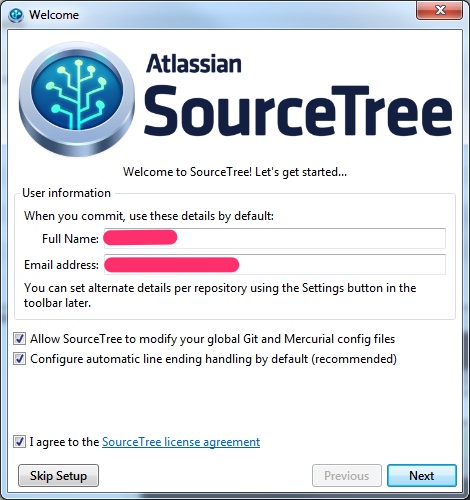 Welcome
Atlassian
SourceTree
Welcome to SourceTree! Let's get started...
User information
When you commit, use these details by default:
Full Name:
Email address:
You can set alternate details per repository using the Settings button in the
toolbar later.
Allow SourceTree to modify your global Git and Mercurial config files
Configure automatic line ending handling by default (recommended)
I agree to the SourceTree license agreement
Skip Setup Previous Next